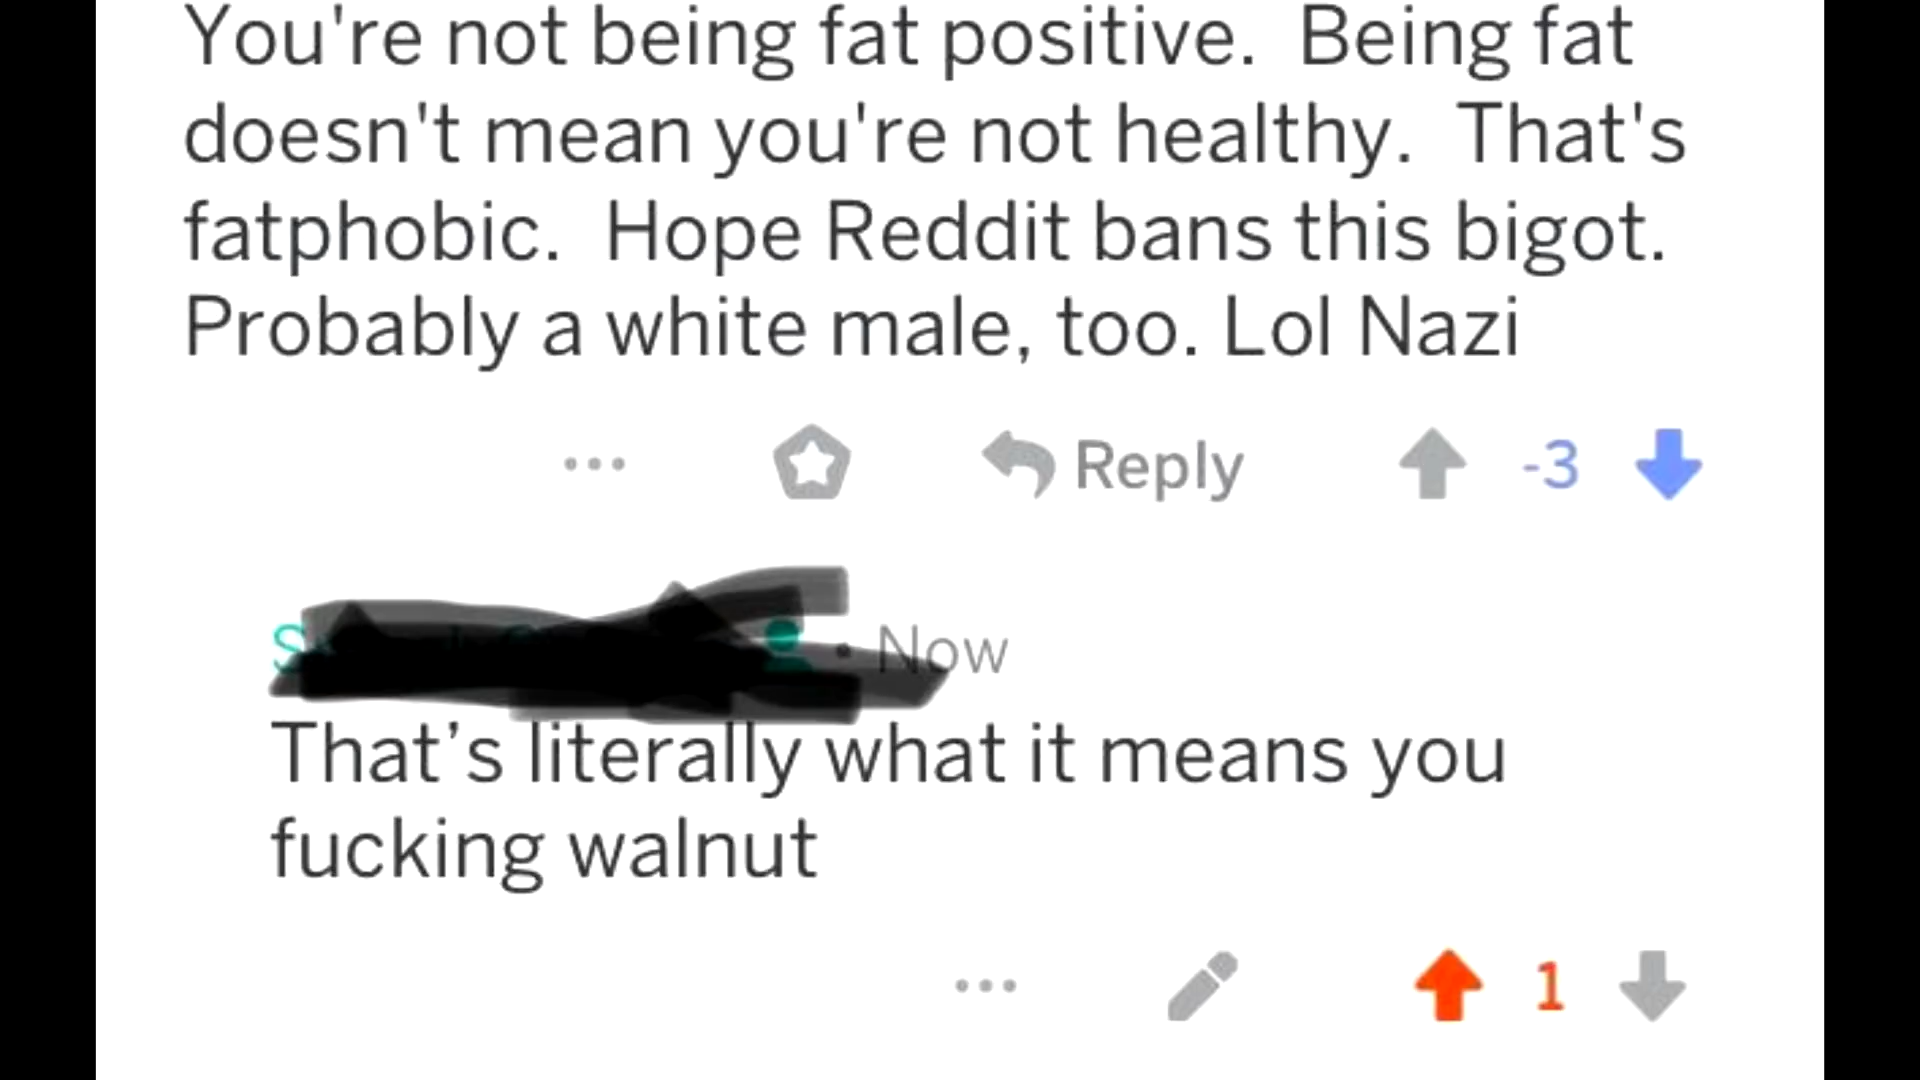 You're not being fat positive. Being fat
doesn't mean you're not healthy. That's
fatphobic. Hope Reddit bans this bigot.
Probably a white male, too. Lol Nazi
Reply -3
Now
That’s literally what it means you
fucking walnut
1